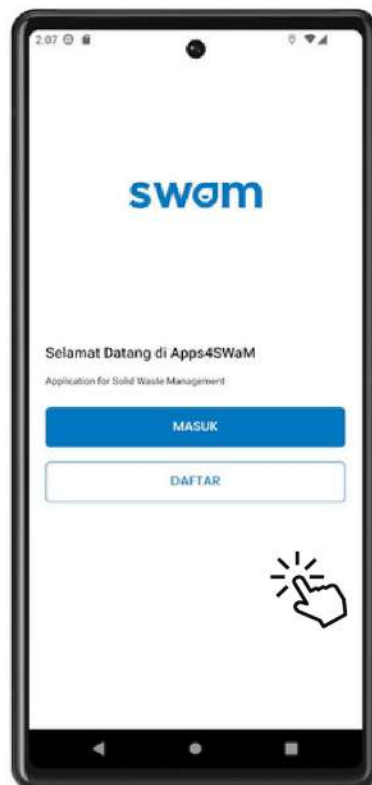 2:07
swam
Selamat Datang di Apps4SWaM
Application for Solid Waste Management
MASUK
DAFTAR